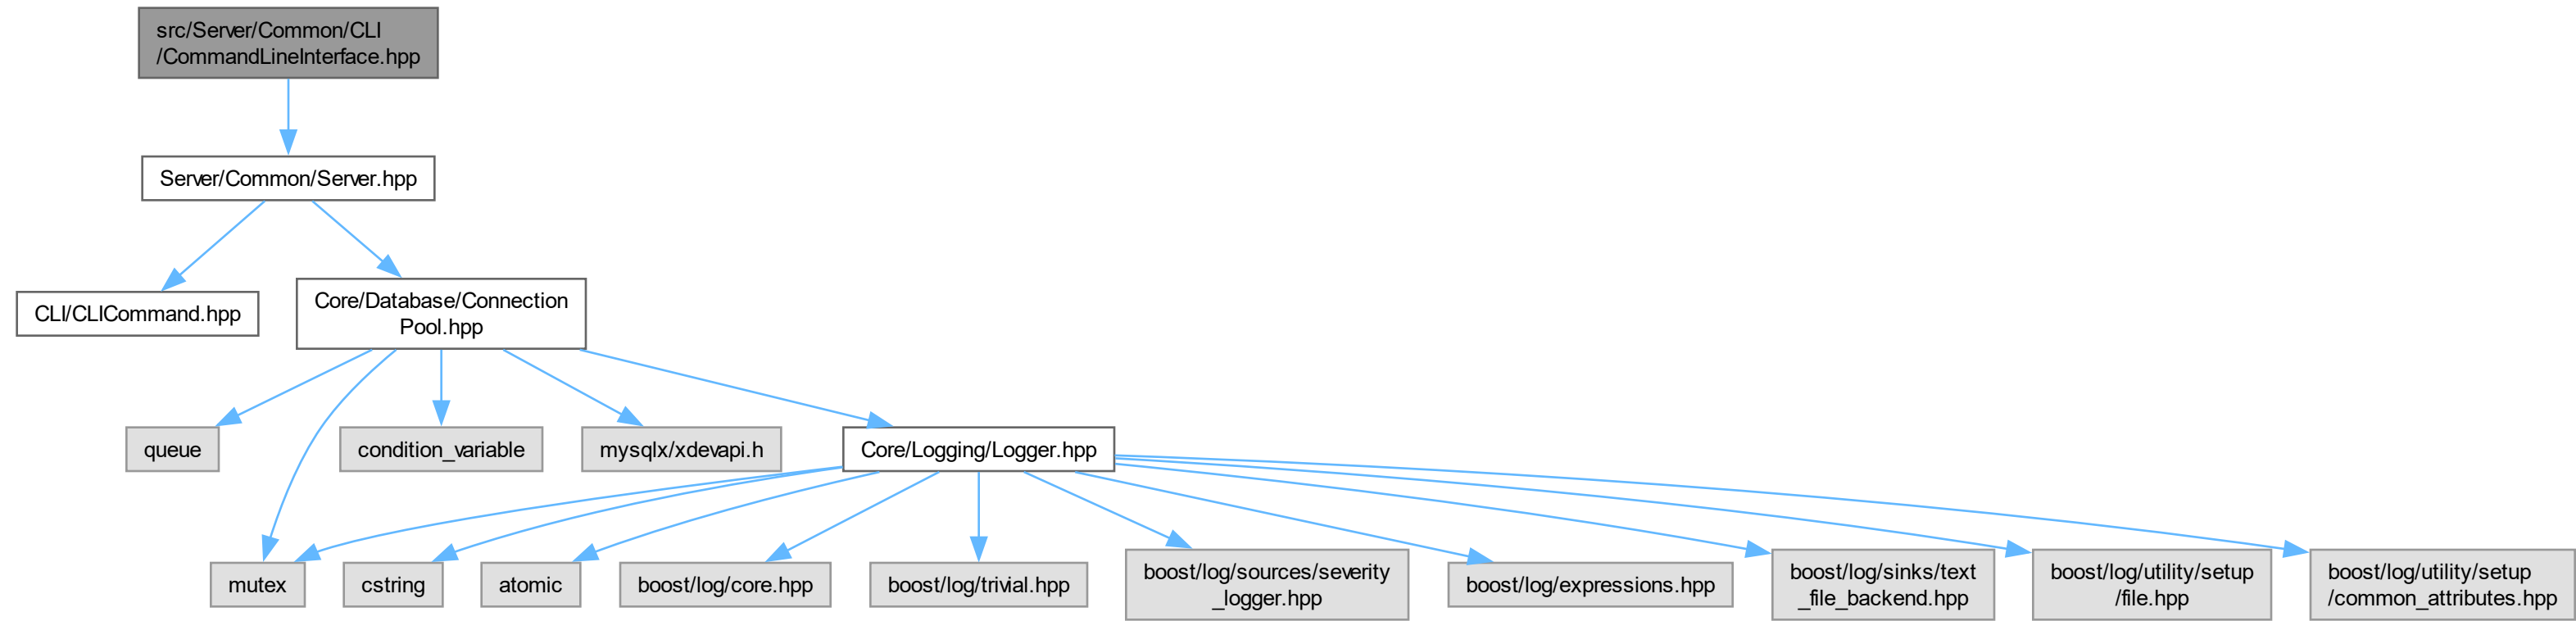 src/Server/Common/CLI
/CommandLineInterface.hpp
Server/Common/Server.hpp
CLI/CLICommand.hpp
Core/Database/Connection
Pool.hpp
queue
condition_variable
mysqlx/xdevapi.h
Core/Logging/Logger.hpp
mutex
cstring
atomic
boost/log/core.hpp
boost/log/trivial.hpp
boost/log/sources/severity
_logger.hpp
boost/log/expressions.hpp
boost/log/sinks/text
_file_backend.hpp
boost/log/utility/setup
/file.hpp
boost/log/utility/setup
/common_attributes.hpp